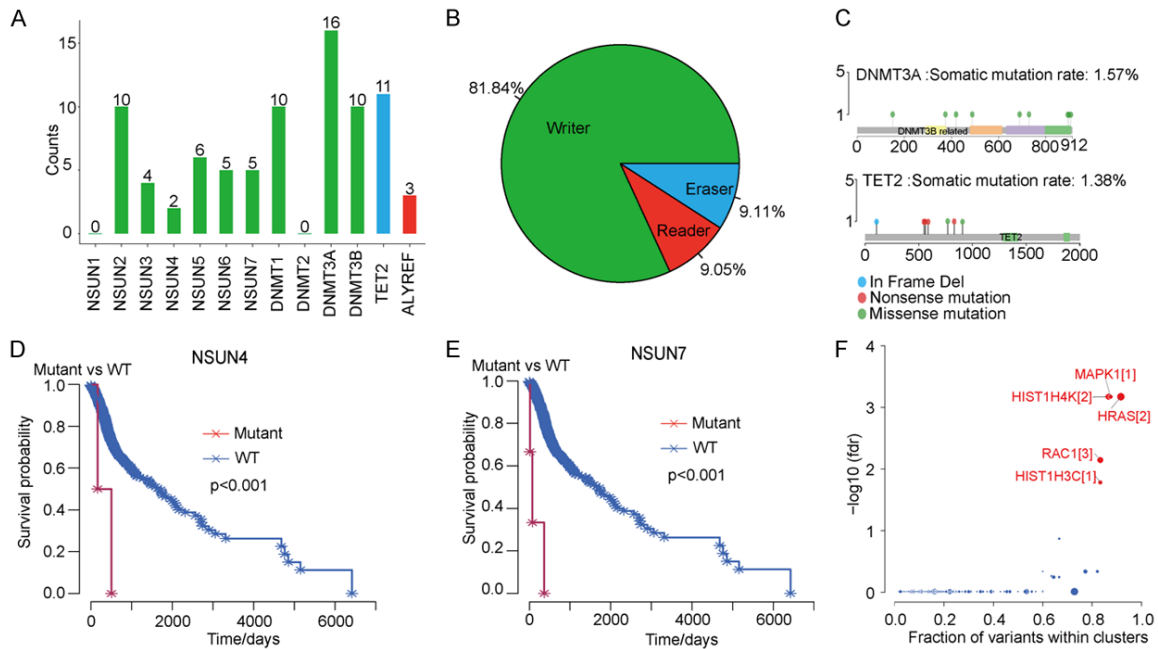 A
Counts
15
10
5
0
0
10
4
2
6
5
5
10
0
16
10
11
3
NSUN1
NSUN2
NSUN3
NSUN4
NSUN5
NSUN6
NSUN7
DNMT1
DNMT2
DNMT3A
DNMT3B
TET2
ALYREF
B
81.84%
Writer
Eraser
9.11%
Reader
9.05%
C
DNMT3A :Somatic mutation rate: 1.57%
5
1
DNMT3B related
0 200 400 600 800 912
TET2 :Somatic mutation rate: 1.38%
5
1
TET2
0 500 1000 1500 2000
In Frame Del
Nonsense mutation
Missense mutation
D
NSUN4
Mutant vs WT
Survival probability
1.0
0.8
0.6
0.4
0.2
0.0
Mutant
WT
p<0.001
0 2000 4000 6000
Time/days
E
NSUN7
Mutant vs WT
Survival probability
1.0
0.8
0.6
0.4
0.2
0.0
Mutant
WT
p<0.001
0 2000 4000 6000
Time/days
F
−log10 (fdr)
4
3
2
1
0
MAPK1[1]
HIST1H4K[2]
HRAS[2]
RAC1[3]
HIST1H3C[1]
0.0 0.2 0.4 0.6 0.8 1.0
Fraction of variants within clusters